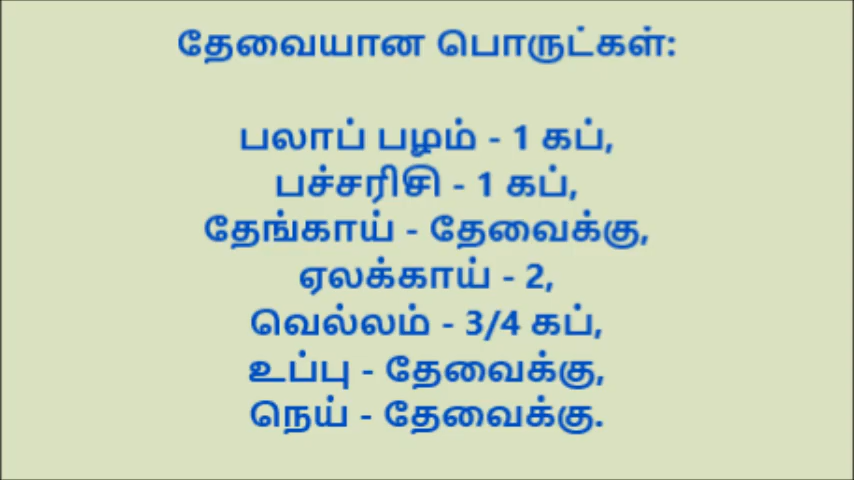 தேவையான பொருட்கள்:
பலாப் பழம் - 1 கப்,
பச்சரிசி - 1 கப்,
தேங்காய் - தேவைக்கு,
ஏலக்காய் - 2,
வெல்லம் - 3/4 கப்,
உப்பு - தேவைக்கு,
நெய் - தேவைக்கு.